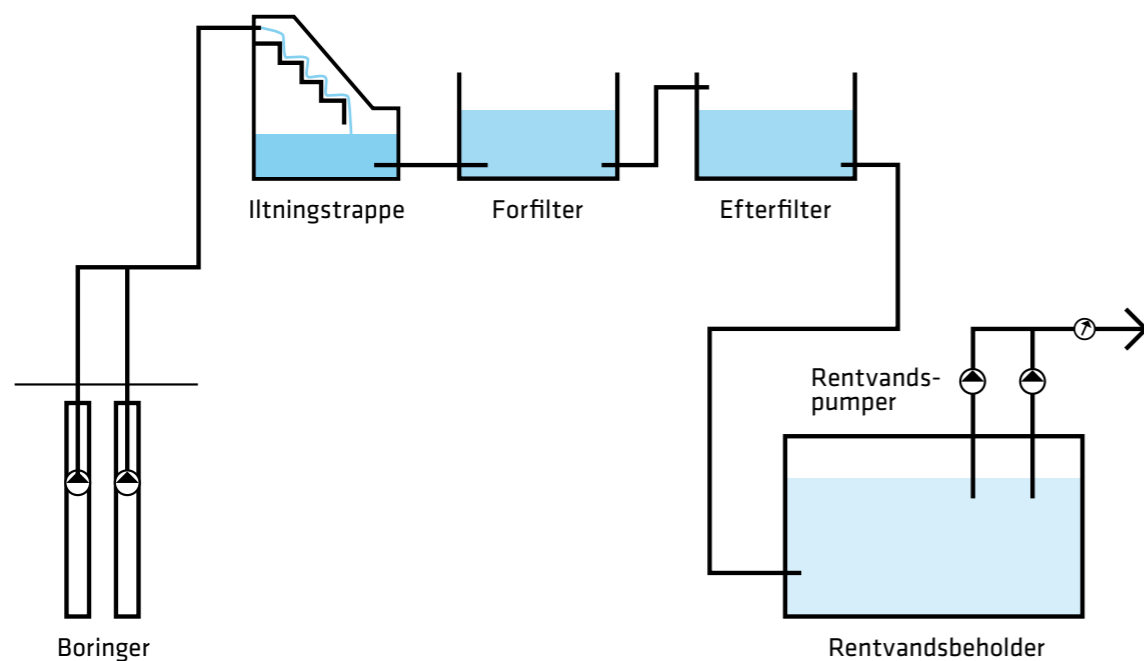 Iltningstrappe
Forfilter
Efterfilter
Rentvands-
pumper
Boringer
Rentvandsbeholder